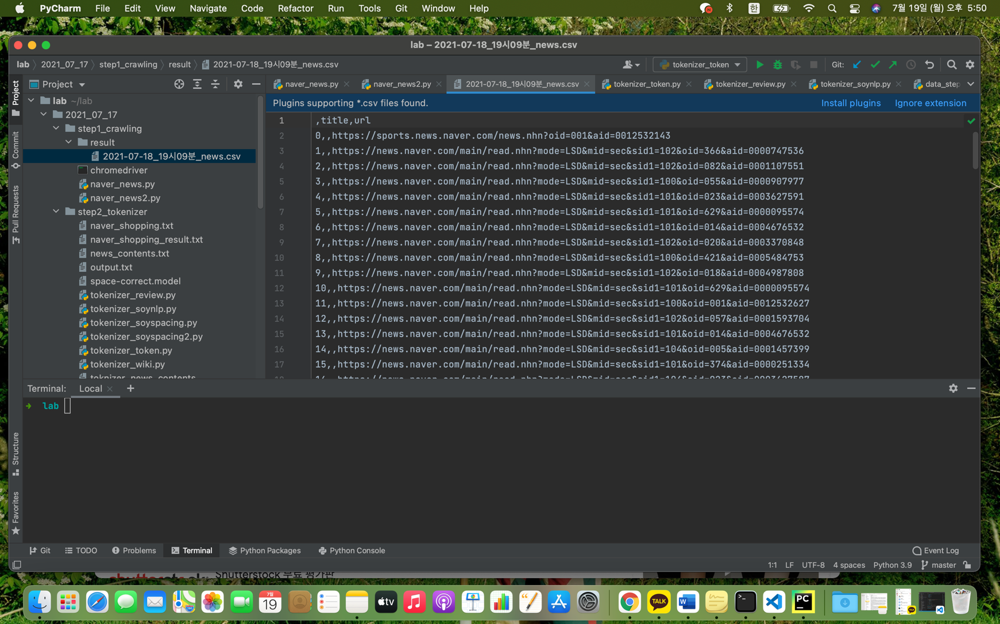 PyCharm File Edit View Navigate Code Refactor Run Tools Git Window Help 한 7월 19일 (월) 오후 5:50
lab – 2021-07-18_19시09분_news.csv
lab 2021_07_17 step1_crawling result 2021-07-18_19시09분_news.csv tokenizer_token Git:
Project naver_news.py naver_news2.py 2021-07-18_19시09분_news.csv tokenizer_token.py tokenizer_review.py tokenizer_soynlp.py data_step
Plugins supporting *.csv files found. Install plugins Ignore extension
Project
Commit
Pull Requests
Structure
Favorites
lab ~/lab
2021_07_17
step1_crawling
result
2021-07-18_19시09분_news.csv
chromedriver
naver_news.py
naver_news2.py
step2_tokenizer
naver_shopping.txt
naver_shopping_result.txt
news_contents.txt
output.txt
space-correct.model
tokenizer_review.py
tokenizer_soynlp.py
tokenizer_soyspacing.py
tokenizer_soyspacing2.py
tokenizer_token.py
tokenizer_wiki.py
toknizer_news_contents
1 ,title,url
2 0,,https://sports.news.naver.com/news.nhn?oid=001&aid=0012532143
3 1,,https://news.naver.com/main/read.nhn?mode=LSD&mid=sec&sid1=102&oid=366&aid=0000747536
4 2,,https://news.naver.com/main/read.nhn?mode=LSD&mid=sec&sid1=102&oid=082&aid=0001107551
5 3,,https://news.naver.com/main/read.nhn?mode=LSD&mid=sec&sid1=100&oid=055&aid=0000907977
6 4,,https://news.naver.com/main/read.nhn?mode=LSD&mid=sec&sid1=101&oid=023&aid=0003627591
7 5,,https://news.naver.com/main/read.nhn?mode=LSD&mid=sec&sid1=101&oid=629&aid=0000095574
8 6,,https://news.naver.com/main/read.nhn?mode=LSD&mid=sec&sid1=101&oid=014&aid=0004676532
9 7,,https://news.naver.com/main/read.nhn?mode=LSD&mid=sec&sid1=102&oid=020&aid=0003370848
10 8,,https://news.naver.com/main/read.nhn?mode=LSD&mid=sec&sid1=100&oid=421&aid=0005484753
11 9,,https://news.naver.com/main/read.nhn?mode=LSD&mid=sec&sid1=102&oid=018&aid=0004987808
12 10,,https://news.naver.com/main/read.nhn?mode=LSD&mid=sec&sid1=101&oid=629&aid=0000095574
13 11,,https://news.naver.com/main/read.nhn?mode=LSD&mid=sec&sid1=100&oid=001&aid=0012532627
14 12,,https://news.naver.com/main/read.nhn?mode=LSD&mid=sec&sid1=102&oid=057&aid=0001593704
15 13,,https://news.naver.com/main/read.nhn?mode=LSD&mid=sec&sid1=101&oid=014&aid=0004676532
16 14,,https://news.naver.com/main/read.nhn?mode=LSD&mid=sec&sid1=104&oid=005&aid=0001457399
17 15,,https://news.naver.com/main/read.nhn?mode=LSD&mid=sec&sid1=101&oid=374&aid=0000251334
Terminal: Local
lab
Git TODO Problems Terminal Python Packages Python Console Event Log
1:1 LF UTF-8 4 spaces Python 3.9 master
Shutterstock 무료 평가판
7월
19
tv
TALK
W
PC